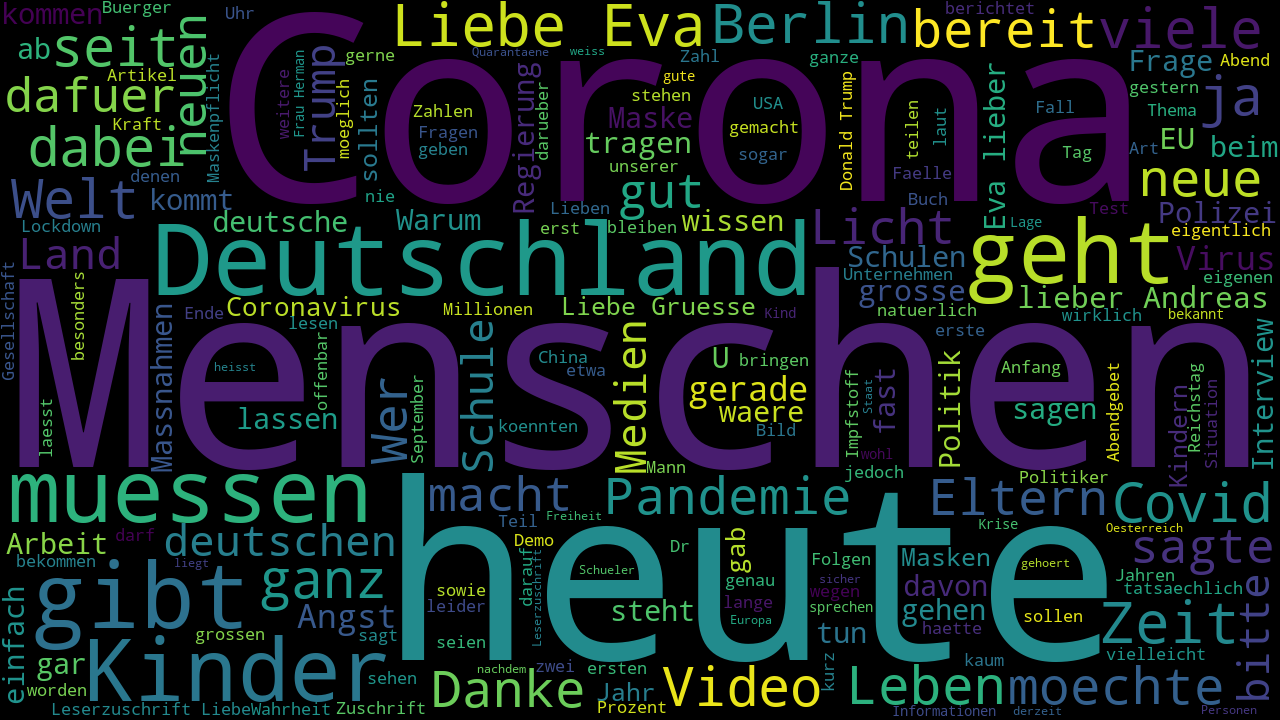 Corona
Menschen
heute
Deutschland
geht
muessen
gibt
Kinder
Liebe Eva
Berlin
bereit
viele
kommen
Buerger
Uhr
ab
seit
neuen
Artikel
dafuer
Kraft
dabei
denen
Maskenpflicht
weitere
Frau Herman
Trump
gerne
moeglich
sollten
Zahlen
Fragen
geben
Quarantaene
weiss
Regierung
darueber
Zahl
gute
stehen
Maske
tragen
unserer
gut
USA
gemacht
sogar
ganze
Donald Trump
berichtet
teilen
laut
Faelle
Buch
Eva lieber
Fall
Tag
Frage
Abend
gestern
Thema
ja
Art
EU
beim
neue
Test
Polizei
eigentlich
Virus
eigenen
Lage
Licht
Schulen
Unternehmen
grosse
natuerlich
lieber Andreas
wirklich
bekannt
erste
Welt
kommt
Lockdown
Land
deutsche
Warum
nie
Lieben
erst
bleiben
wissen
Gesellschaft
besonders
Massnahmen
Ende
Coronavirus
lesen
Millionen
Liebe Gruesse
Kind
heisst
offenbar
lassen
laesst
Wer
September
Schule
China
etwa
koennten
Medien
U
bringen
gerade
waere
Bild
Mann
Impfstoff
Staat
fast
wohl
jedoch
Politik
Anfang
sagen
Politiker
Abendgebet
Kindern
Reichstag
Situation
Interview
macht
Pandemie
Eltern
Covid
Krise
Oesterreich
sagte
Arbeit
darf
deutschen
bekommen
liegt
ganz
Angst
einfach
gar
grossen
sagt
worden
sehen
Leserzuschrift
LiebeWahrheit
Zuschrift
Teil
Freiheit
Demo
Dr
sowie
leider
seien
darauf
Leserzuschrift
Schueler
steht
gab
genau
lange
Europa
nachdem
zwei
ersten
Danke
Jahr
Prozent
Video
kurz
Folgen
sicher
wegen
sprechen
tun
Masken
davon
gehen
haette
kaum
Leben
Informationen
gehoert
sollen
Jahren
tatsaechlich
Zeit
vielleicht
moechte
derzeit
bitte
Personen